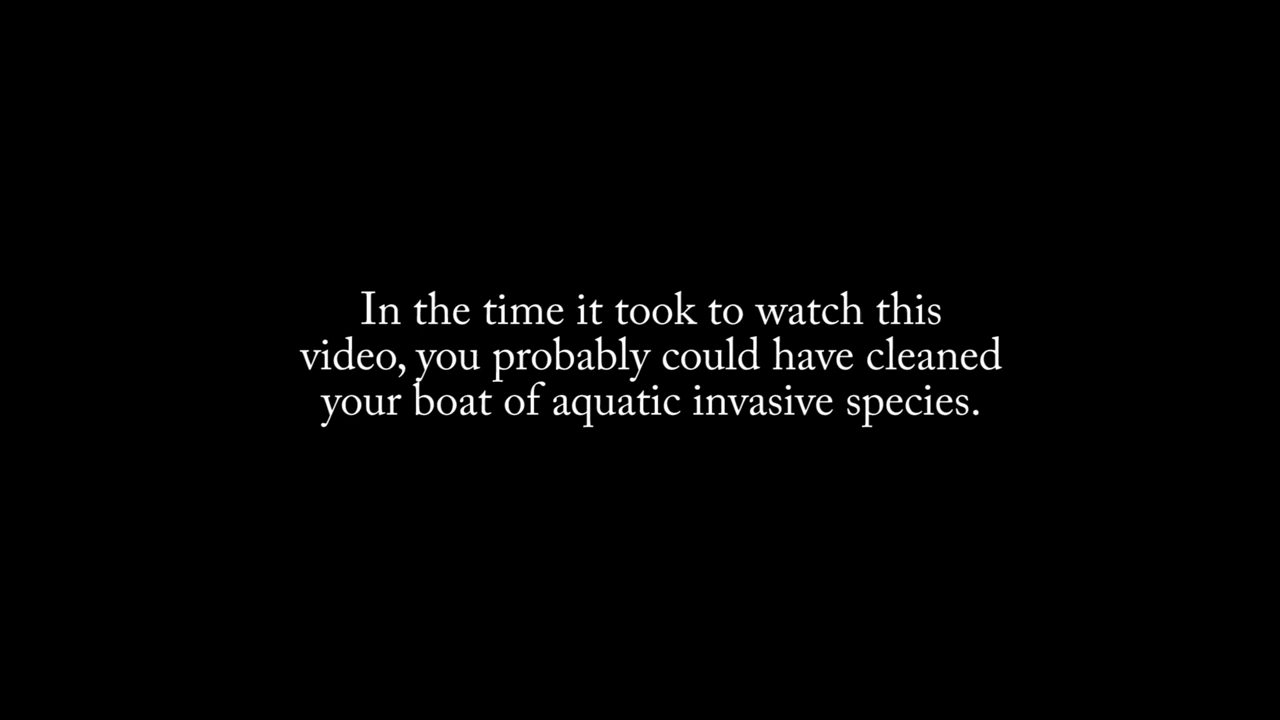 In the time it took to watch this
video, you probably could have cleaned
your boat of aquatic invasive species.